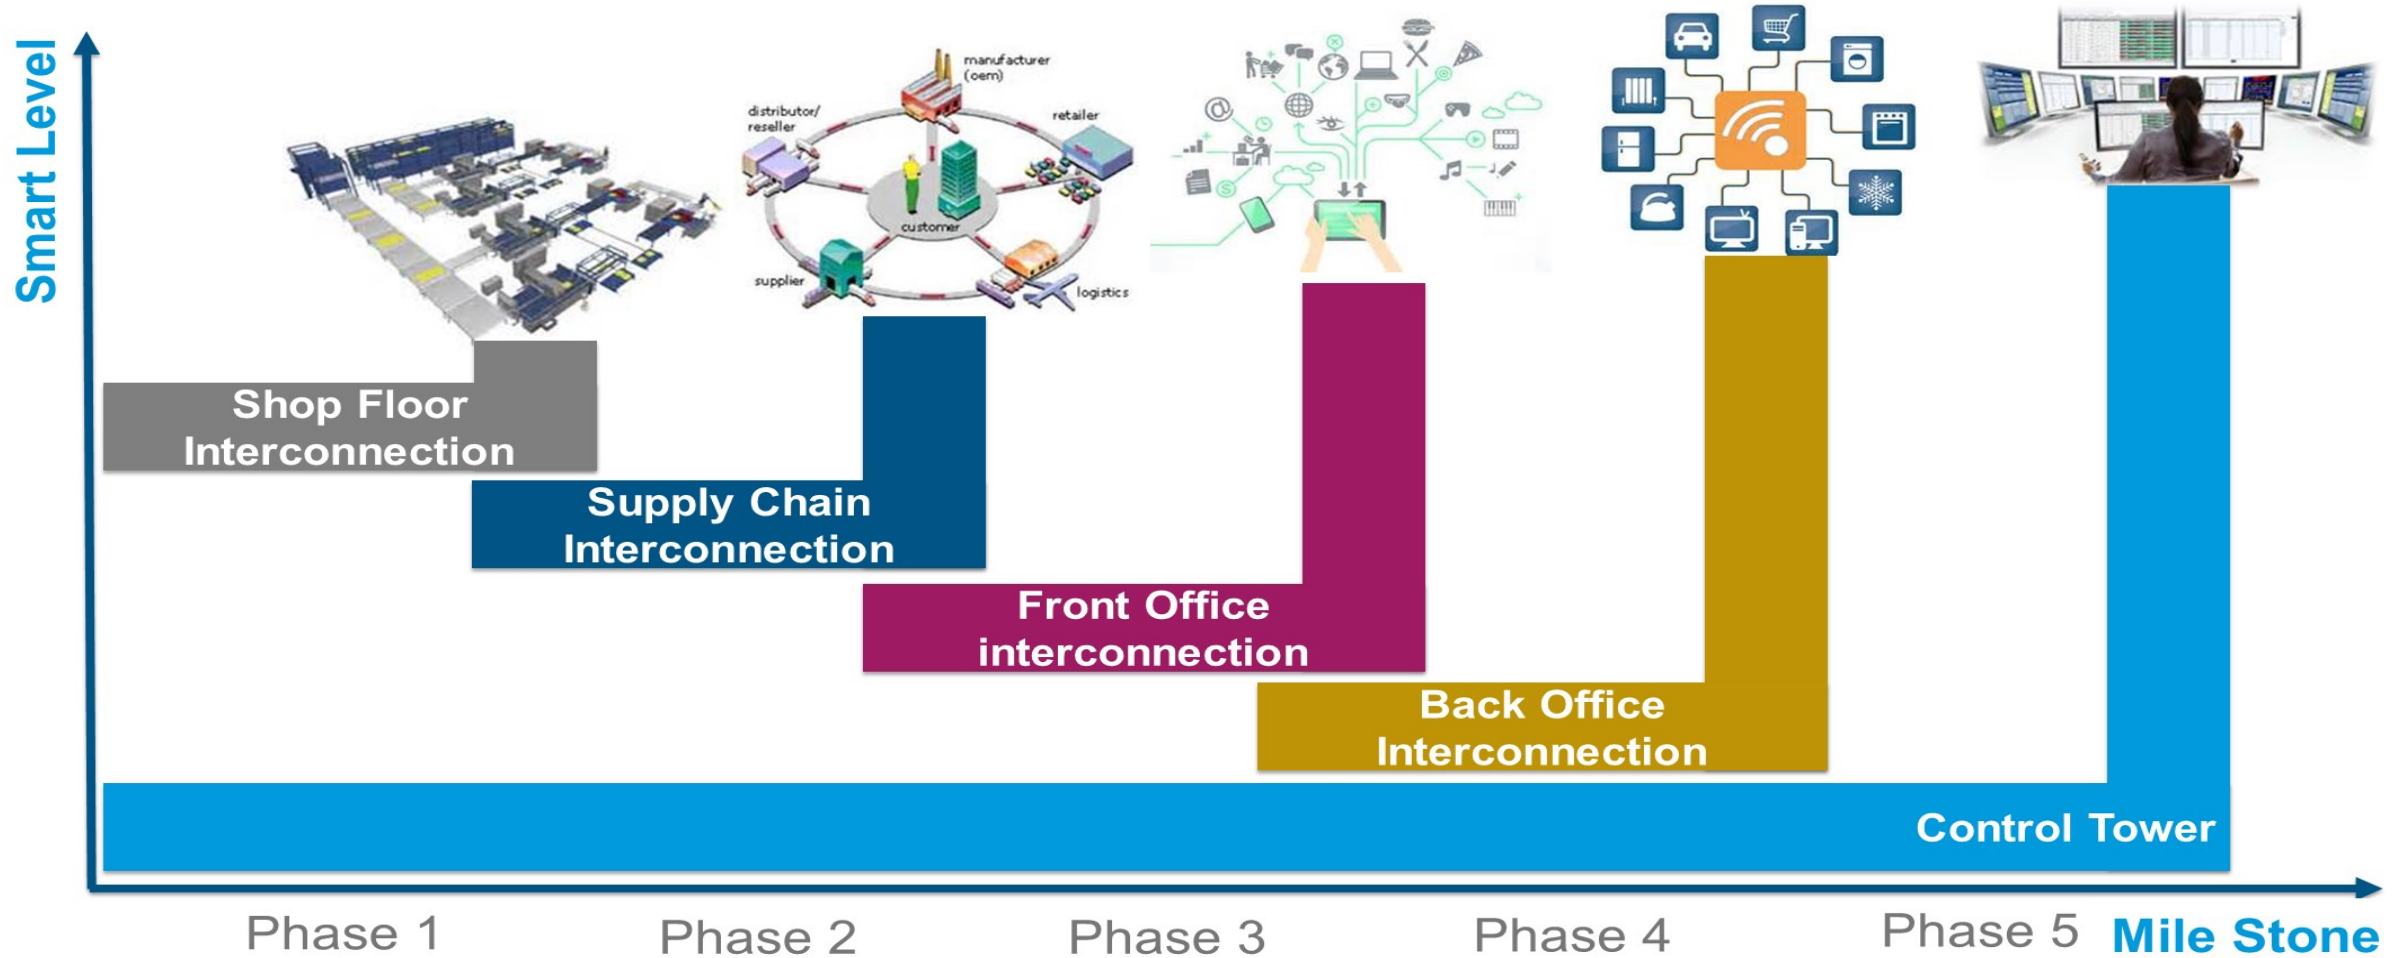 Smart Level
manufacturer
(oem)
distributor/
reseller
retailer
customer
supplier
logistics
Shop Floor
Interconnection
Supply Chain
Interconnection
Front Office
interconnection
Back Office
Interconnection
Control Tower
Phase 1
Phase 2
Phase 3
Phase 4
Phase 5
Mile Stone